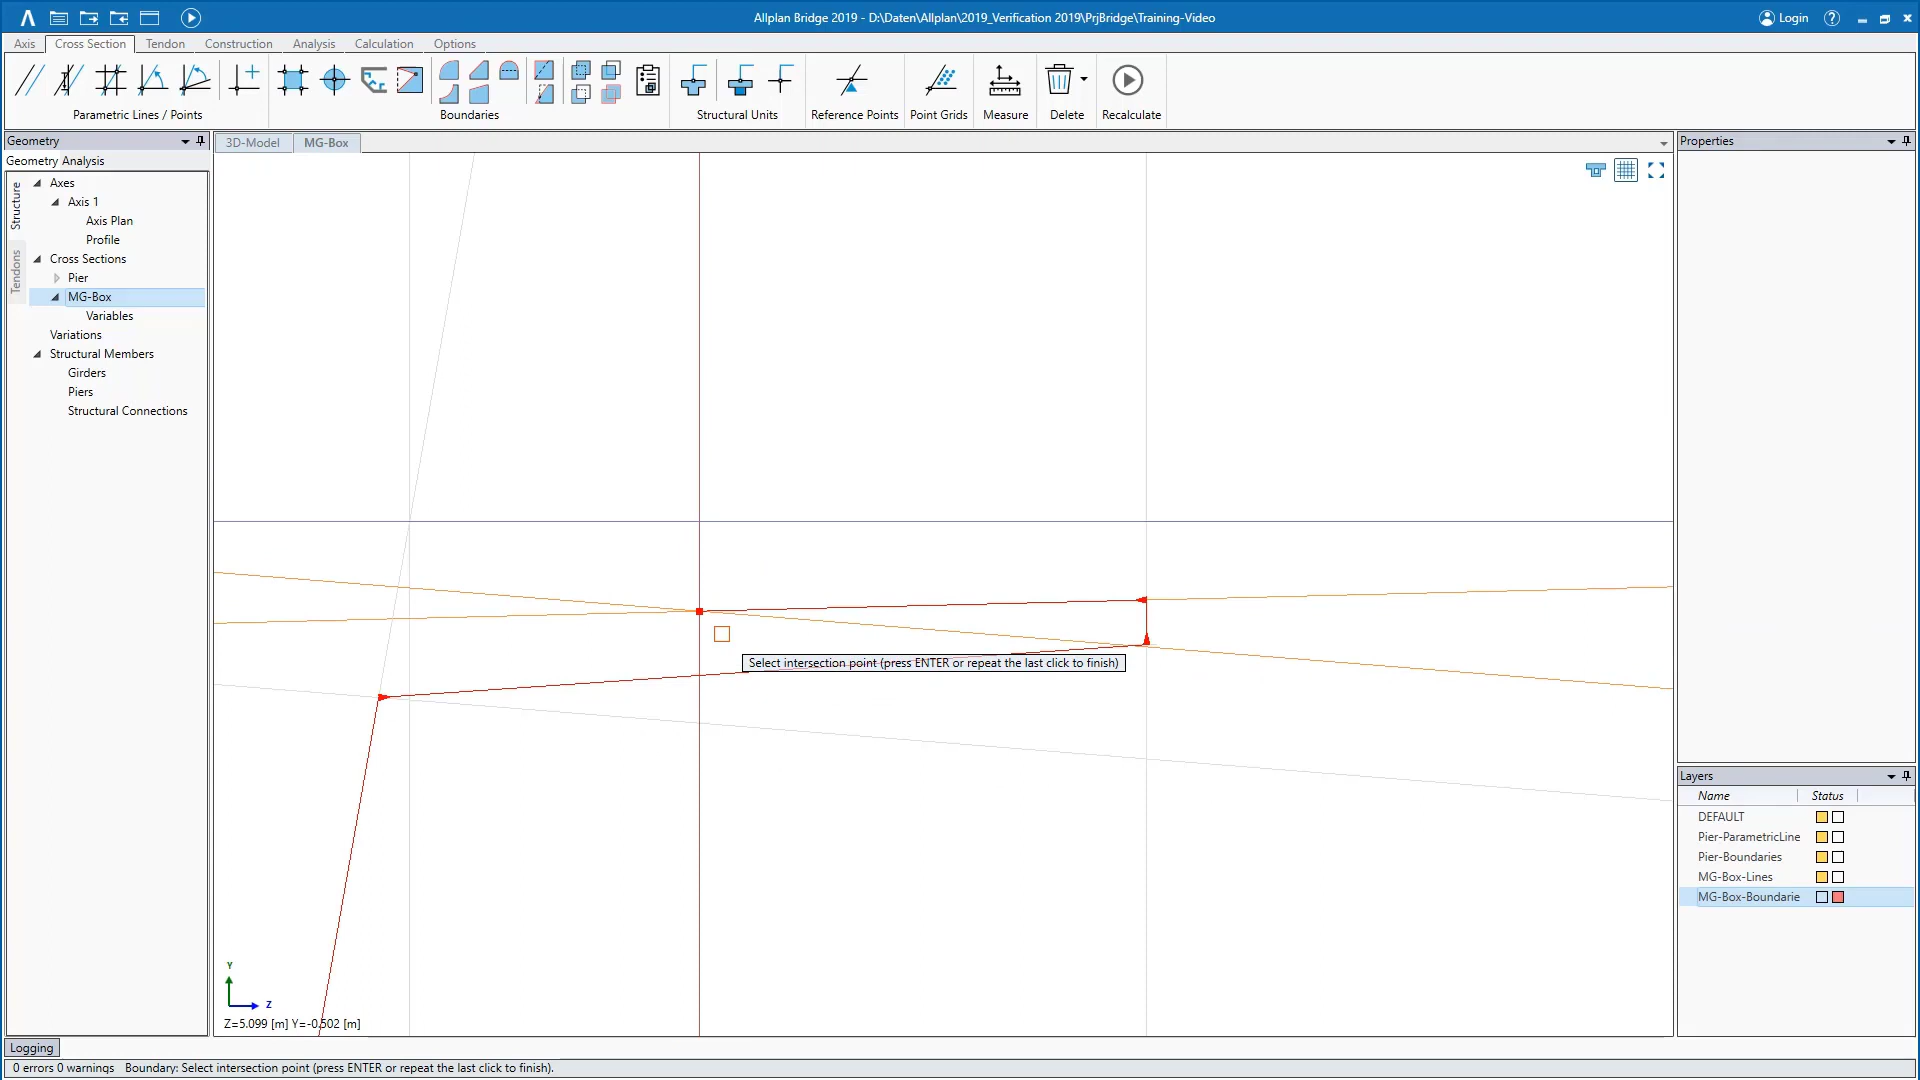 Allplan Bridge 2019 - D:\Daten\Allplan\2019_Verification 2019\PrjBridge\Training-Video
Login
Axis
Cross Section
Tendon
Construction
Analysis
Calculation
Options
Parametric Lines / Points
Boundaries
Structural Units
Reference Points
Point Grids
Measure
Delete
Recalculate
Geometry
3D-Model
MG-Box
Properties
Geometry Analysis
Structure
Tendons
Axes
Axis 1
Axis Plan
Profile
Cross Sections
Pier
MG-Box
Variables
Variations
Structural Members
Girders
Piers
Structural Connections
Select intersection point (press ENTER or repeat the last click to finish)
Y
Z
Z=5.099 [m] Y=-0.502 [m]
Layers
Name
Status
DEFAULT
Pier-ParametricLine
Pier-Boundaries
MG-Box-Lines
MG-Box-Boundarie
Logging
0 errors 0 warnings Boundary: Select intersection point (press ENTER or repeat the last click to finish).